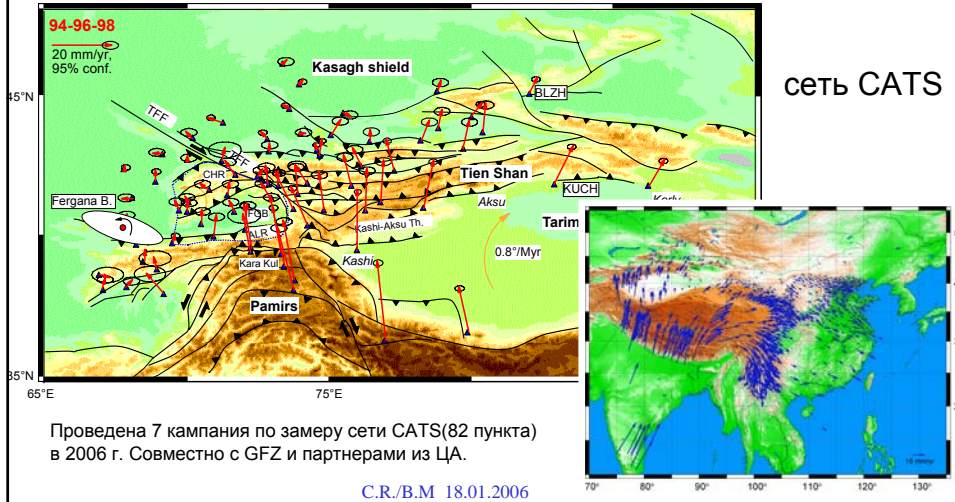 94-96-98
20 mm/yr,
95% conf.
Kasagh shield
сеть CATS
45°N
BLZH
TFF
TFF
CHR
Tien Shan
KUCH
Fergana B.
Aksu
FGB
Tarim
ALR
Kashi-Aksu Th.
Kara Kul
Kashi
0.8°/Myr
Pamirs
35°N
65°E
75°E
70°
80°
90°
100°
110°
120°
130°
Проведена 7 кампания по замеру сети CATS(82 пункта)
в 2006 г. Совместно с GFZ и партнерами из ЦА.
C.R./B.M 18.01.2006